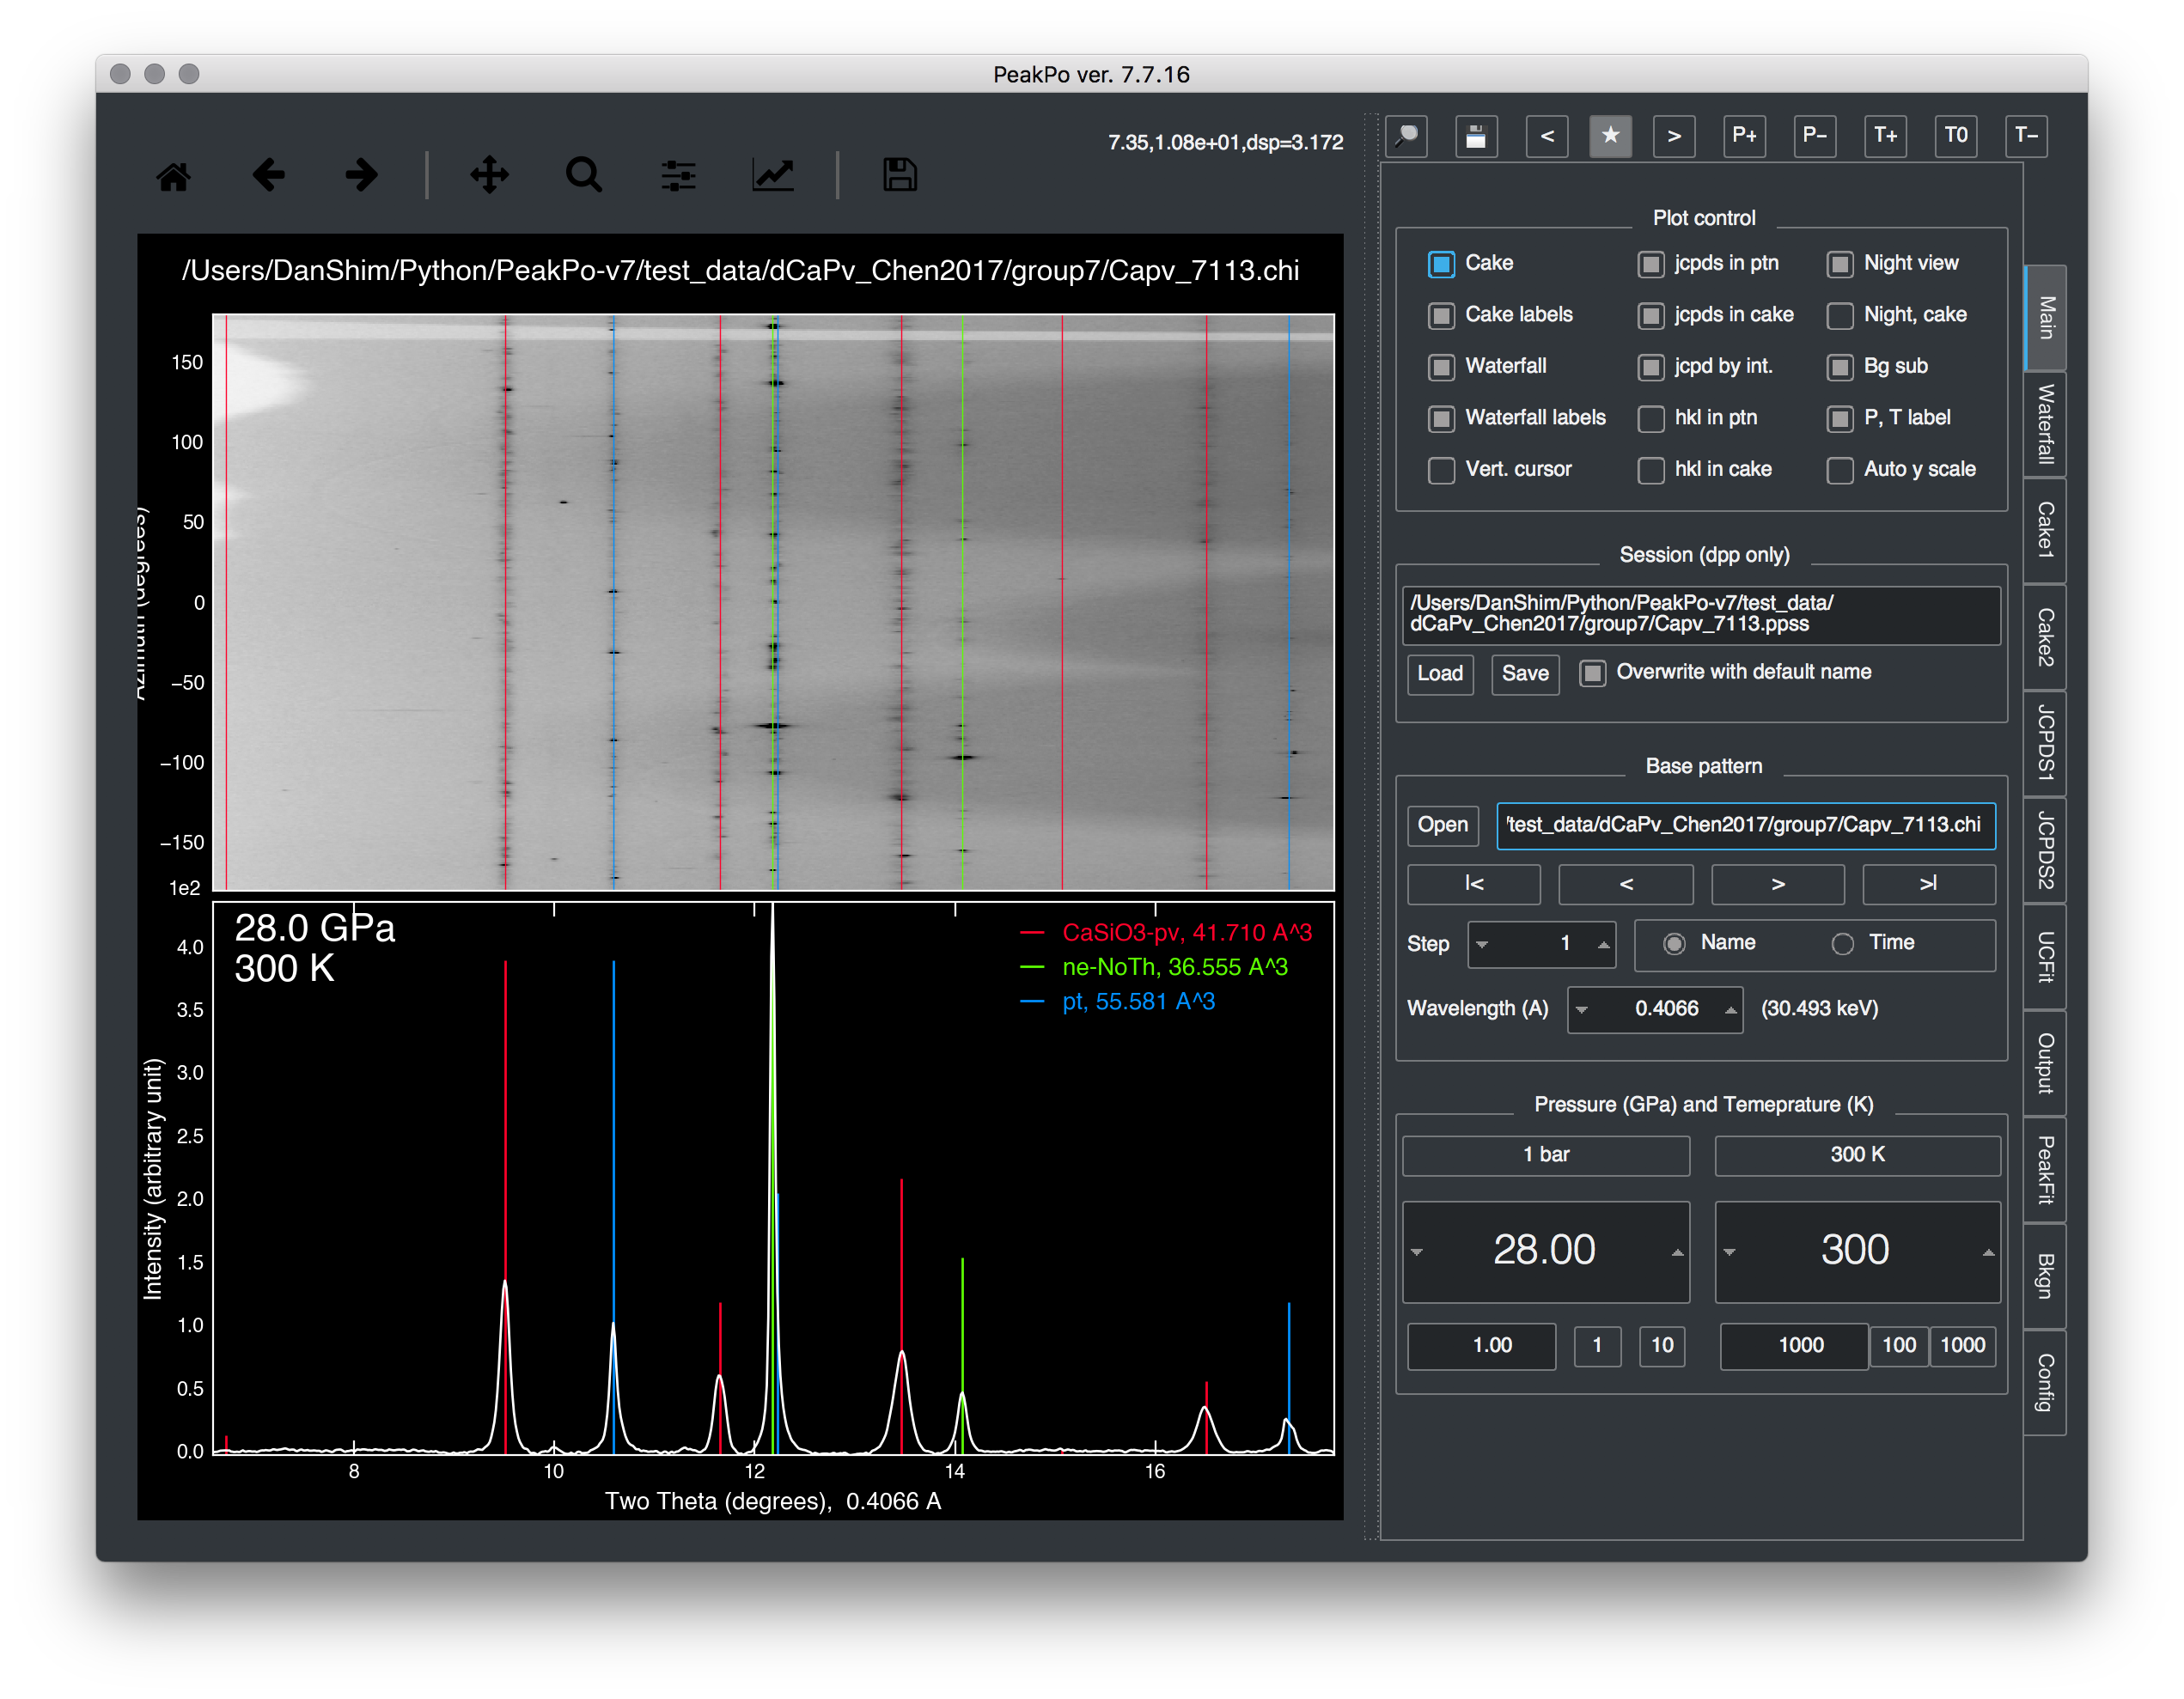 PeakPo ver. 7.7.16
7.35,1.08e+01,dsp=3.172
< ★ > P+ P− T+ T0 T−
/Users/DanShim/Python/PeakPo-v7/test_data/dCaPv_Chen2017/group7/Capv_7113.chi
150
100
50
0
−50
−100
−150
Azimuth (degrees)
1e2
28.0 GPa
300 K
CaSiO3-pv, 41.710 A^3
ne-NoTh, 36.555 A^3
pt, 55.581 A^3
4.0
3.5
3.0
2.5
2.0
1.5
1.0
0.5
0.0
Intensity (arbitrary unit)
8 10 12 14 16
Two Theta (degrees), 0.4066 A
Plot control
Cake jcpds in ptn Night view
Cake labels jcpds in cake Night, cake
Waterfall jcpd by int. Bg sub
Waterfall labels hkl in ptn P, T label
Vert. cursor hkl in cake Auto y scale
Session (dpp only)
/Users/DanShim/Python/PeakPo-v7/test_data/
dCaPv_Chen2017/group7/Capv_7113.ppss
Load Save Overwrite with default name
Base pattern
Open /test_data/dCaPv_Chen2017/group7/Capv_7113.chi
|< < > >|
Step 1 Name Time
Wavelength (A) 0.4066 (30.493 keV)
Pressure (GPa) and Temeprature (K)
1 bar 300 K
28.00 300
1.00 1 10 1000 100 1000
Main
Waterfall
Cake1
Cake2
JCPDS1
JCPDS2
UCFit
Output
PeakFit
Bkgn
Config